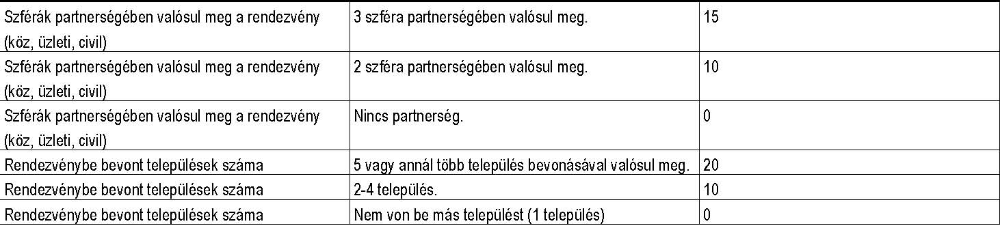 Szférák partnerségében valósul meg a rendezvény 3 szféra partnerségében valósul meg. 15
(köz, üzleti, civil)
Szférák partnerségében valósul meg a rendezvény 2 szféra partnerségében valósul meg. 10
(köz, üzleti, civil)
Szférák partnerségében valósul meg a rendezvény Nincs partnerség. 0
(köz, üzleti, civil)
Rendezvénybe bevont települések száma 5 vagy annál több település bevonásával valósul meg. 20
Rendezvénybe bevont települések száma 2-4 település. 10
Rendezvénybe bevont települések száma Nem von be más települést (1 település) 0